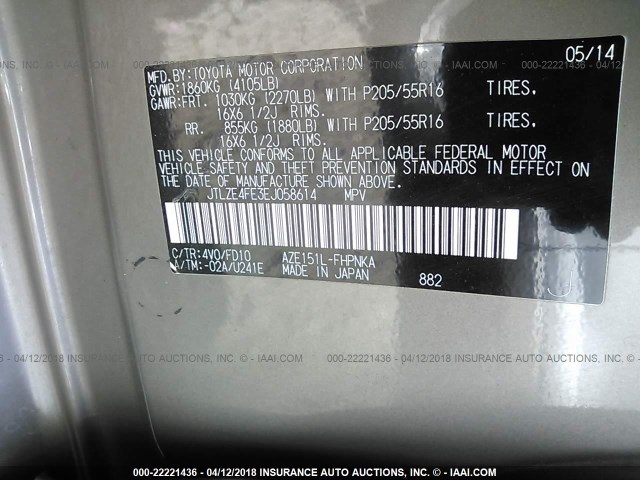 05/14
MFD.BY:TOYOTA MOTOR CORPORATION
GVWR:1860KG (4105LB)
GAWR:FRT. 1030KG (2270LB) WITH P205/55R16 TIRES.
16X6 1/2J RIMS.
RR. 855KG (1880LB) WITH P205/55R16 TIRES.
16X6 1/2J RIMS.
THIS VEHICLE CONFORMS TO ALL APPLICABLE FEDERAL MOTOR
VEHICLE SAFETY AND THEFT PREVENTION STANDARDS IN EFFECT ON
THE DATE OF MANUFACTURE SHOWN ABOVE.
JTLZE4FE3EJ058614 MPV
C/TR:4V0/FD10 AZE151L-FHPNKA
A/TM:-02A/U241E MADE IN JAPAN 882
J
000-22221436 - 04/12/2018 INSURANCE AUTO AUCTIONS, INC. © - IAAI.COM